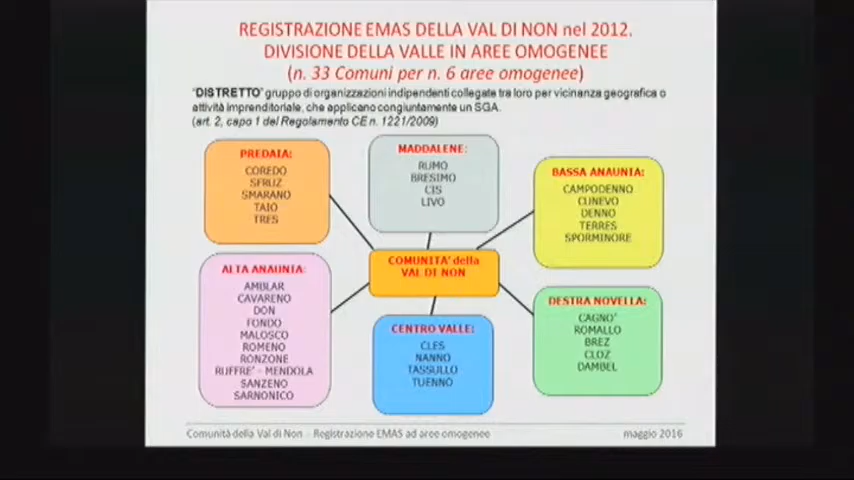 REGISTRAZIONE EMAS DELLA VAL DI NON nel 2012.
DIVISIONE DELLA VALLE IN AREE OMOGENEE
(n. 33 Comuni per n. 6 aree omogenee)
"DISTRETTO" gruppo di organizzazioni indipendenti collegate tra loro per vicinanza geografica o
attività imprenditoriale, che applicano congiuntamente un SGA.
(art. 2, capo 1 del Regolamento CE n. 1221/2009)
PREDAIA:
COREDO
SFRUZ
SMARANO
TAIO
TRES
MADDALENE:
RUMO
BRESIMO
CIS
LIVO
BASSA ANAUNIA:
CAMPODENNO
CUNEVO
DENNO
TERRES
SPORMINORE
COMUNITA' della
VAL DI NON
ALTA ANAUNIA:
AMBLAR
CAVARENO
DON
FONDO
MALOSCO
ROMENO
RONZONE
RUFFRE' - MENDOLA
SANZENO
SARNONICO
CENTRO VALLE:
CLES
NANNO
TASSULLO
TUENNO
DESTRA NOVELLA:
CAGNO'
ROMALLO
BREZ
CLOZ
DAMBEL
Comunità della Val di Non - Registrazione EMAS ad aree omogenee
maggio 2016